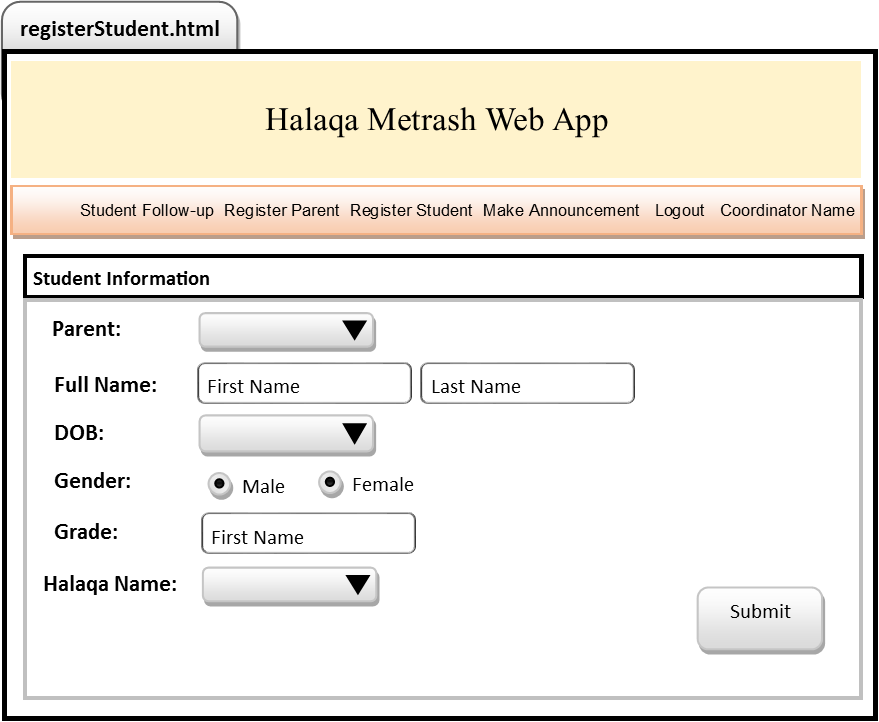 registerStudent.html
Halaqa Metrash Web App
Student Follow-up Register Parent Register Student Make Announcement Logout Coordinator Name
Student Information
Parent:
Full Name: First Name Last Name
DOB:
Gender: Male Female
Grade: First Name
Halaqa Name:
Submit